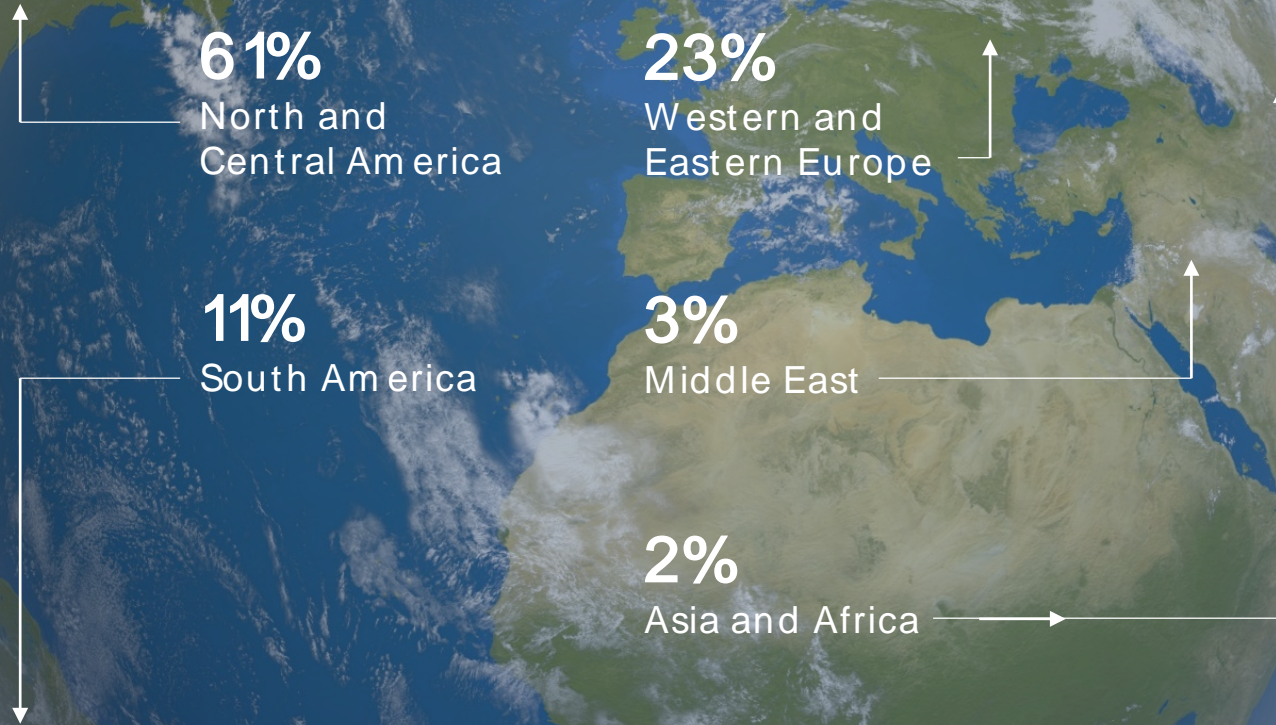 61%
North and
Central America
23%
Western and
Eastern Europe
11%
South America
3%
Middle East
2%
Asia and Africa